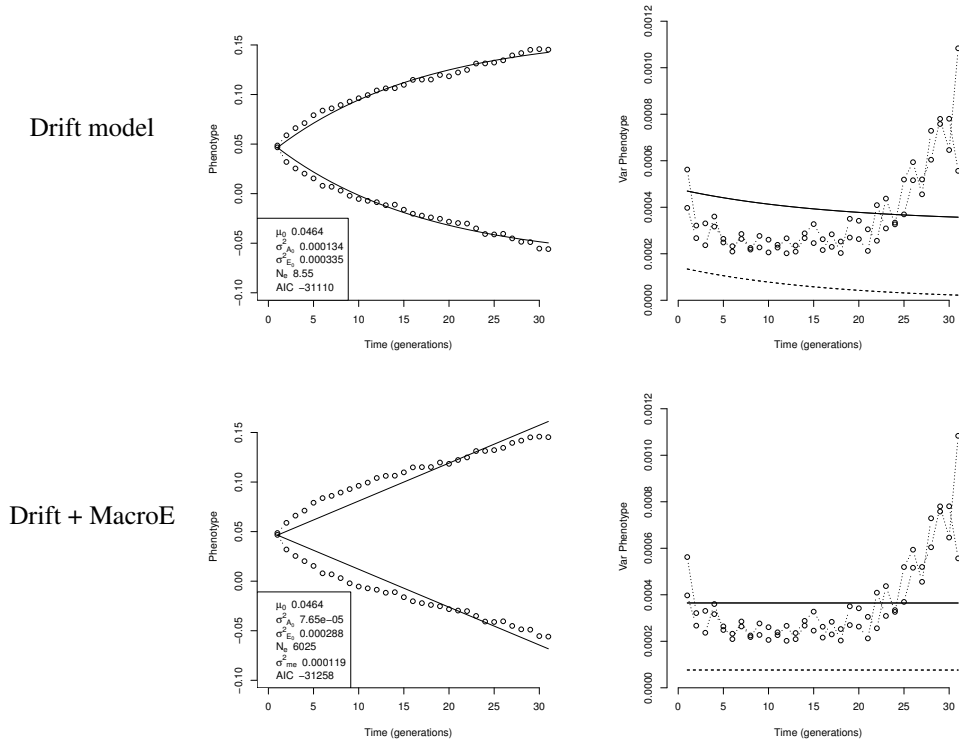 Drift model
Phenotype
0.15
0.10
0.05
0.00
−0.05
−0.10
μ0 0.0464
σ²A0 0.000134
σ²E0 0.000335
Ne 8.55
AIC −31110
0 5 10 15 20 25 30
Time (generations)
Var Phenotype
0.0012
0.0010
0.0008
0.0006
0.0004
0.0002
0.0000
0 5 10 15 20 25 30
Time (generations)
Drift + MacroE
Phenotype
0.15
0.10
0.05
0.00
−0.05
−0.10
μ0 0.0464
σ²A0 7.65e−05
σ²E0 0.000288
Ne 6025
σ²me 0.000119
AIC −31258
0 5 10 15 20 25 30
Time (generations)
Var Phenotype
0.0012
0.0010
0.0008
0.0006
0.0004
0.0002
0.0000
0 5 10 15 20 25 30
Time (generations)